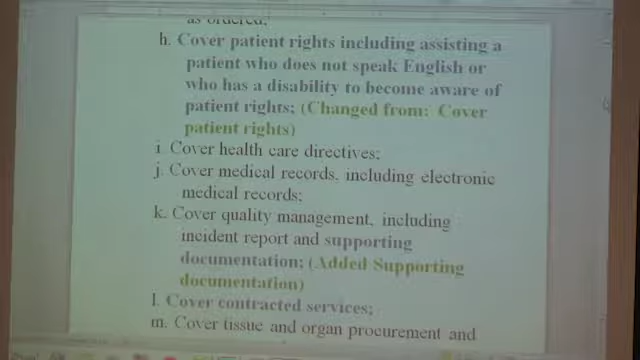 as ordered;
h. Cover patient rights including assisting a
patient who does not speak English or
who has a disability to become aware of
patient rights; (Changed from: Cover
patient rights)
i. Cover health care directives;
j. Cover medical records, including electronic
medical records;
k. Cover quality management, including
incident report and supporting
documentation; (Added Supporting
documentation)
l. Cover contracted services;
m. Cover tissue and organ procurement and